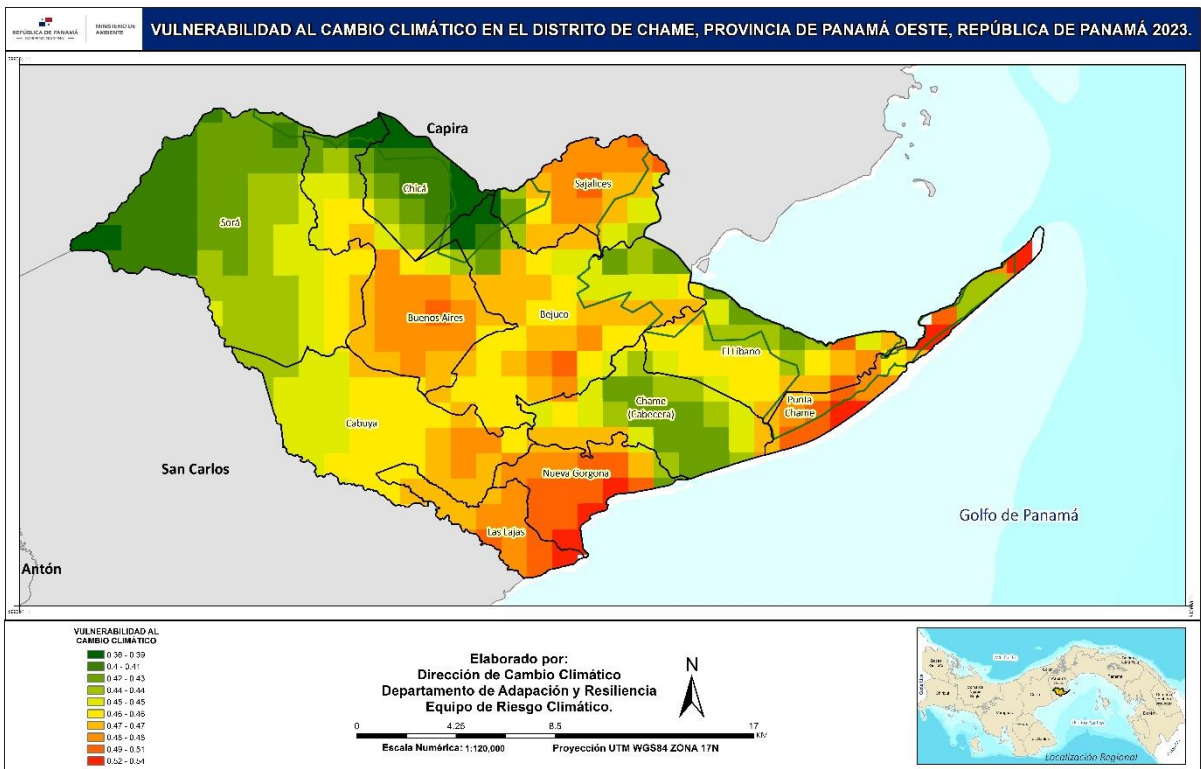 REPÚBLICA DE PANAMÁ
MINISTERIO DE
AMBIENTE
VULNERABILIDAD AL CAMBIO CLIMÁTICO EN EL DISTRITO DE CHAME, PROVINCIA DE PANAMÁ OESTE, REPÚBLICA DE PANAMÁ 2023.
Capira
Chicá
Sajalices
Sorá
Buenos Aires
Bejuco
El Líbano
Chame
(Cabecera)
Punta
Chame
Cabuya
San Carlos
Nueva Gorgona
Las Lajas
Golfo de Panamá
Antón
VULNERABILIDAD AL
CAMBIO CLIMÁTICO
0.38 - 0.39
0.4 - 0.41
0.42 - 0.43
0.44 - 0.44
0.45 - 0.45
0.46 - 0.46
0.47 - 0.47
0.48 - 0.48
0.49 - 0.51
0.52 - 0.54
Elaborado por:
Dirección de Cambio Climático
Departamento de Adapación y Resiliencia
Equipo de Riesgo Climático.
N
0 4.25 8.5 17
KM
Escala Numérica: 1:120,000 Proyección UTM WGS84 ZONA 17N
Localización Regional